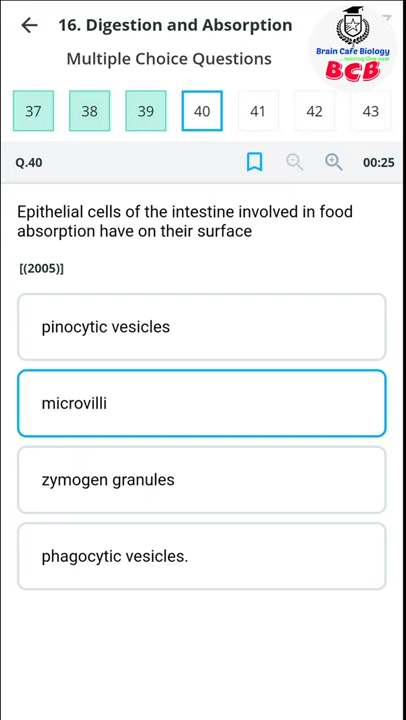 16. Digestion and Absorption
Multiple Choice Questions
Brain Cafe Biology
BCB
37 38 39 40 41 42 43
Q.40 00:25
Epithelial cells of the intestine involved in food
absorption have on their surface
[(2005)]
pinocytic vesicles
microvilli
zymogen granules
phagocytic vesicles.